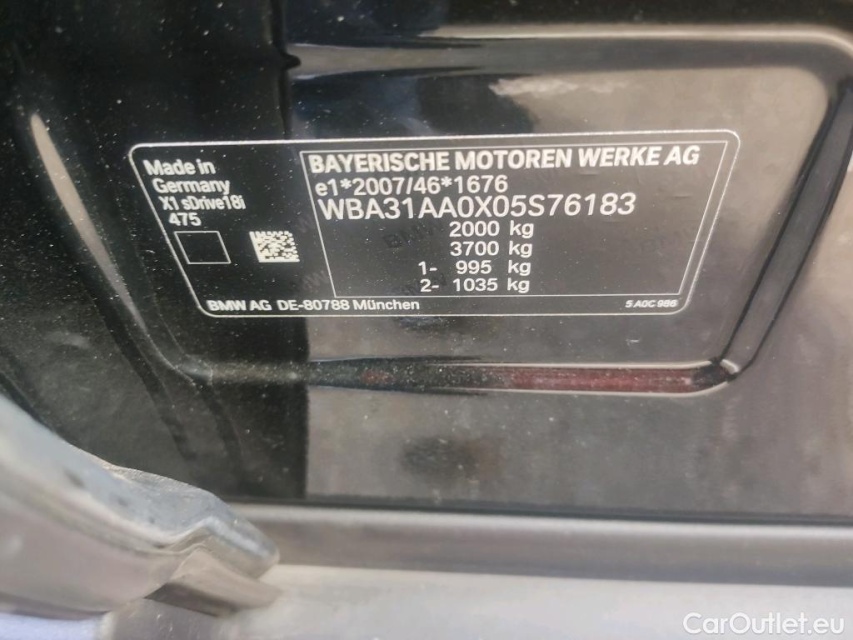 Made in
Germany
X1 sDrive18i
475
BAYERISCHE MOTOREN WERKE AG
e1*2007/46*1676
WBA31AA0X05S76183
2000 kg
3700 kg
1- 995 kg
2- 1035 kg
BMW AG DE-80788 München
5 A0C 986
CarOutlet.eu